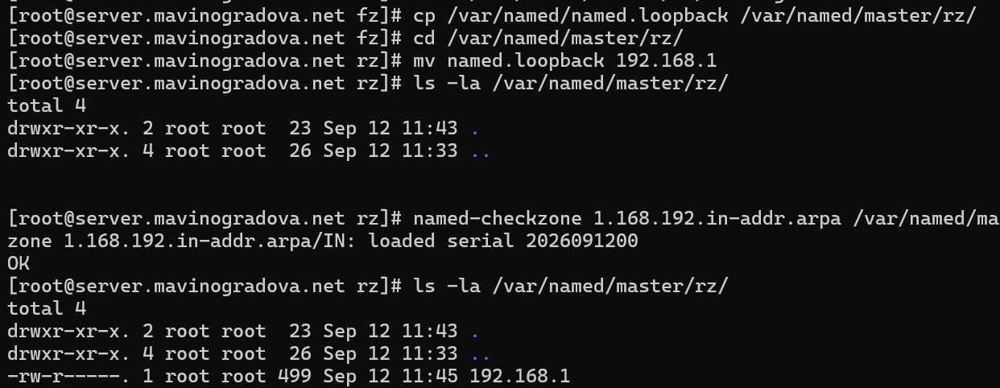 [root@server.mavinogradova.net fz]# cp /var/named/named.loopback /var/named/master/rz/
[root@server.mavinogradova.net fz]# cd /var/named/master/rz/
[root@server.mavinogradova.net rz]# mv named.loopback 192.168.1
[root@server.mavinogradova.net rz]# ls -la /var/named/master/rz/
total 4
drwxr-xr-x. 2 root root  23 Sep 12 11:43 .
drwxr-xr-x. 4 root root  26 Sep 12 11:33 ..
[root@server.mavinogradova.net rz]# named-checkzone 1.168.192.in-addr.arpa /var/named/ma
zone 1.168.192.in-addr.arpa/IN: loaded serial 2026091200
OK
[root@server.mavinogradova.net rz]# ls -la /var/named/master/rz/
total 4
drwxr-xr-x. 2 root root  23 Sep 12 11:43 .
drwxr-xr-x. 4 root root  26 Sep 12 11:33 ..
-rw-r-----. 1 root root 499 Sep 12 11:45 192.168.1